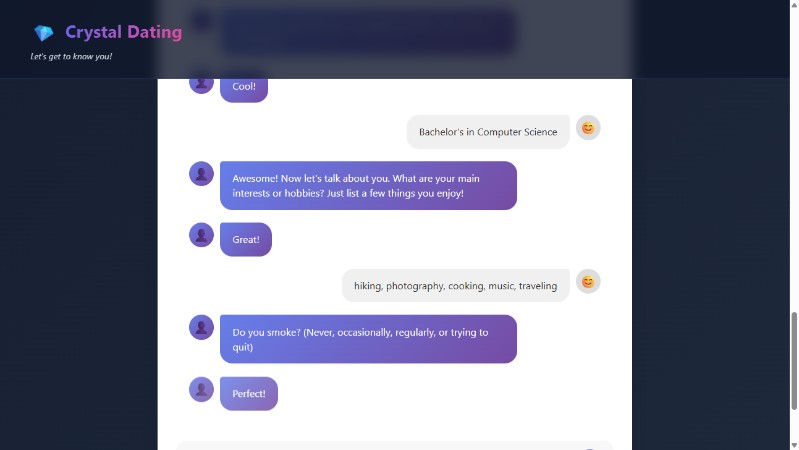 Crystal Dating
Let's get to know you!
Cool!
Bachelor's in Computer Science
Awesome! Now let's talk about you. What are your main
interests or hobbies? Just list a few things you enjoy!
Great!
hiking, photography, cooking, music, traveling
Do you smoke? (Never, occasionally, regularly, or trying to
quit)
Perfect!